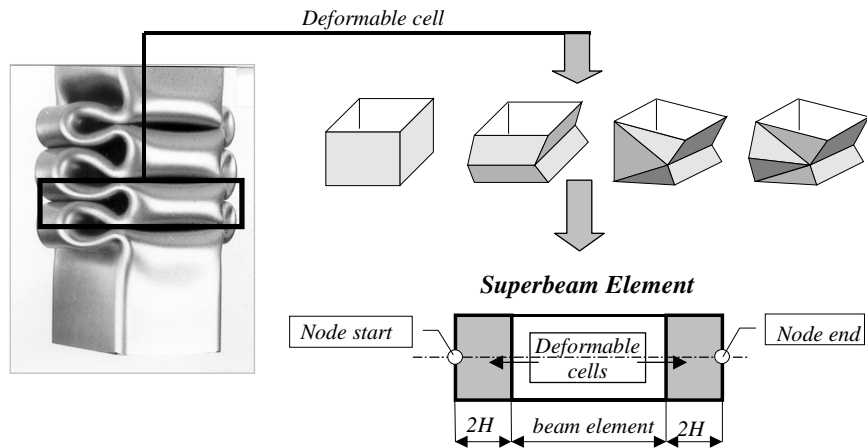 Deformable cell
Superbeam Element
Node start
Deformable
cells
Node end
2H
beam element
2H